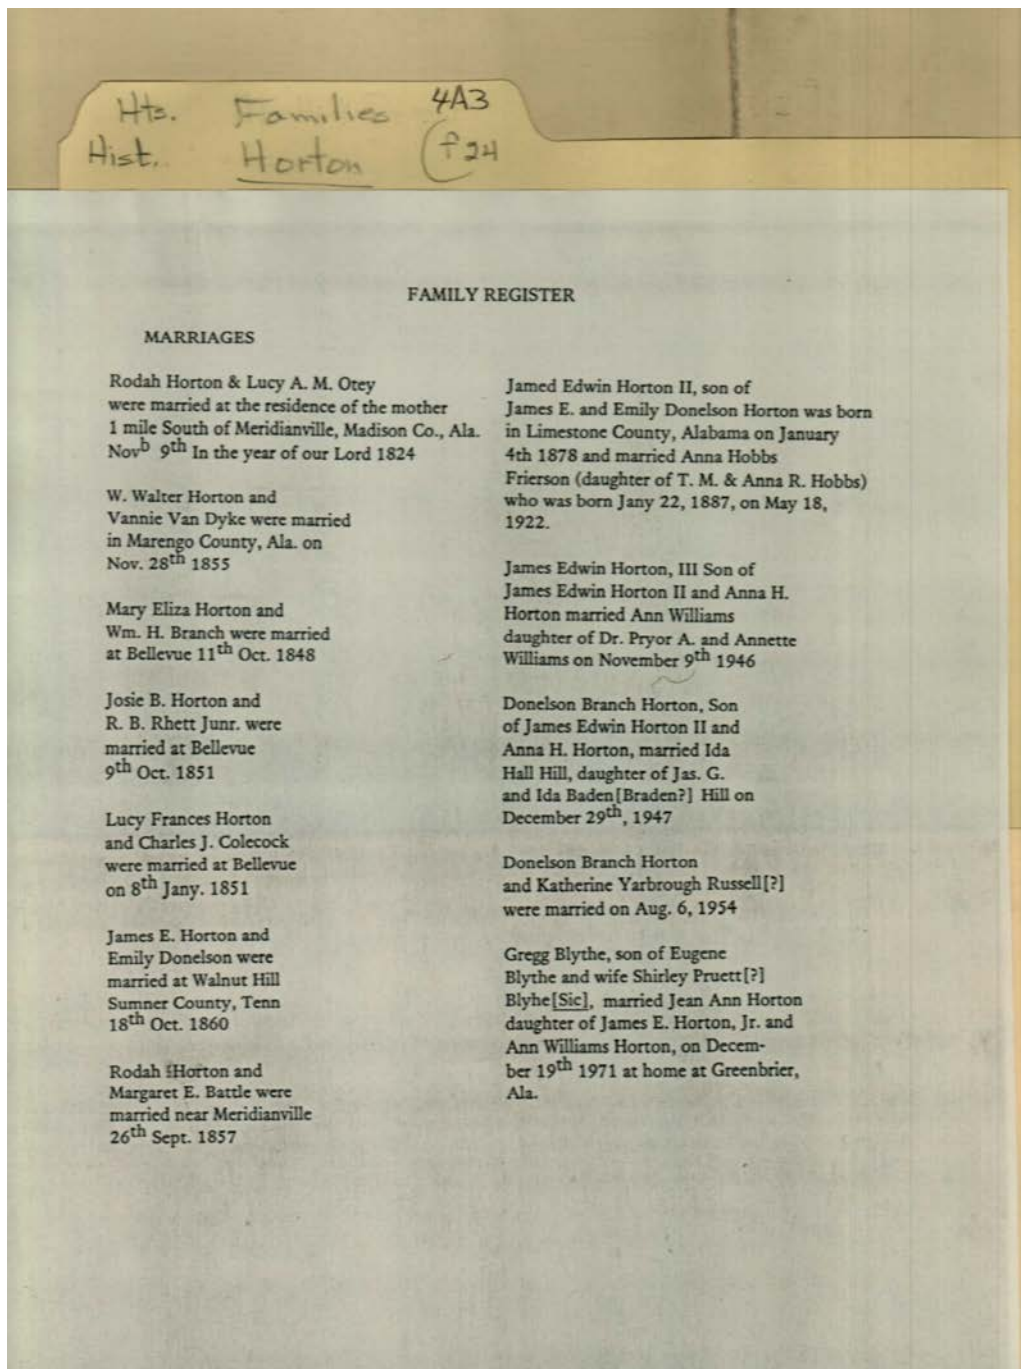 Hts. Families 4A3
Hist. Horton (f24
FAMILY REGISTER
MARRIAGES
Rodah Horton & Lucy A. M. Otey
were married at the residence of the mother
1 mile South of Meridianville, Madison Co., Ala.
Novb 9th In the year of our Lord 1824
W. Walter Horton and
Vannie Van Dyke were married
in Marengo County, Ala. on
Nov. 28th 1855
Mary Eliza Horton and
Wm. H. Branch were married
at Bellevue 11th Oct. 1848
Josie B. Horton and
R. B. Rhett Junr. were
married at Bellevue
9th Oct. 1851
Lucy Frances Horton
and Charles J. Colecock
were married at Bellevue
on 8th Jany. 1851
James E. Horton and
Emily Donelson were
married at Walnut Hill
Sumner County, Tenn
18th Oct. 1860
Rodah Horton and
Margaret E. Battle were
married near Meridianville
26th Sept. 1857
Jamed Edwin Horton II, son of
James E. and Emily Donelson Horton was born
in Limestone County, Alabama on January
4th 1878 and married Anna Hobbs
Frierson (daughter of T. M. & Anna R. Hobbs)
who was born Jany 22, 1887, on May 18,
1922.
James Edwin Horton, III Son of
James Edwin Horton II and Anna H.
Horton married Ann Williams
daughter of Dr. Pryor A. and Annette
Williams on November 9th 1946
Donelson Branch Horton, Son
of James Edwin Horton II and
Anna H. Horton, married Ida
Hall Hill, daughter of Jas. G.
and Ida Baden[Braden?] Hill on
December 29th, 1947
Donelson Branch Horton
and Katherine Yarbrough Russell[?]
were married on Aug. 6, 1954
Gregg Blythe, son of Eugene
Blythe and wife Shirley Pruett[?]
Blyhe[Sic], married Jean Ann Horton
daughter of James E. Horton, Jr. and
Ann Williams Horton, on Decem-
ber 19th 1971 at home at Greenbrier,
Ala.